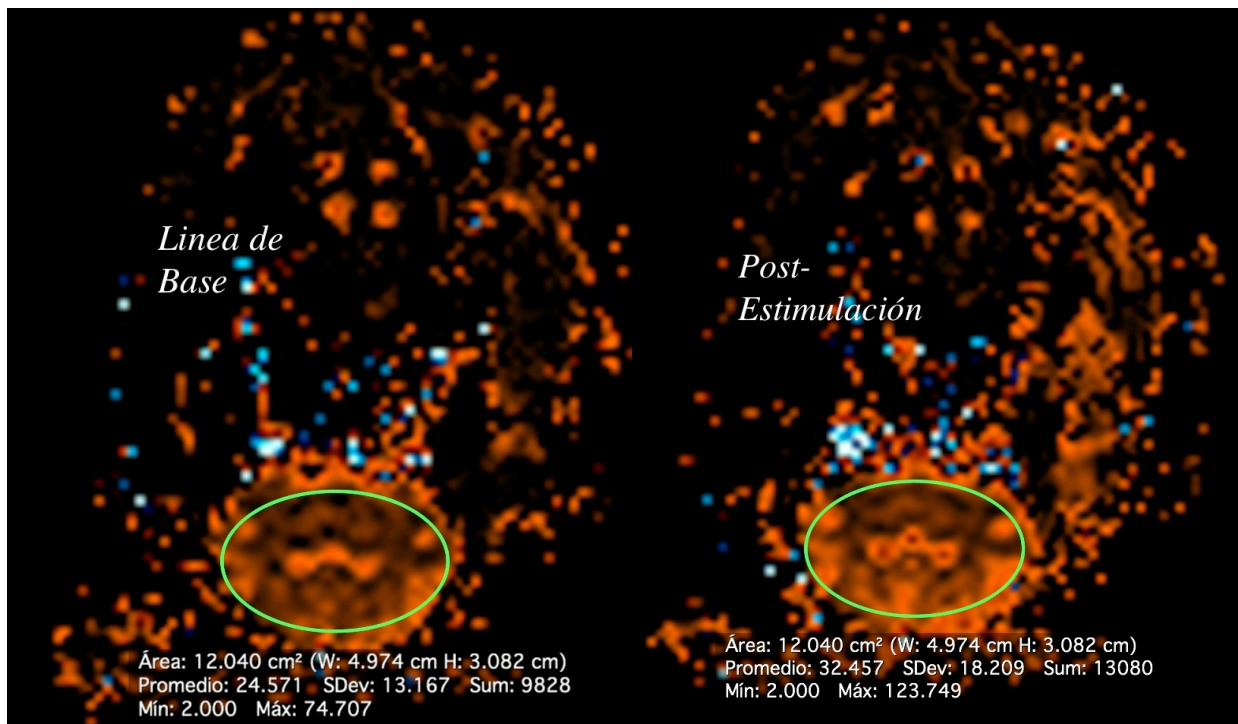 Linea de
Base
Post-
Estimulación
Área: 12.040 cm² (W: 4.974 cm H: 3.082 cm)
Promedio: 24.571 SDev: 13.167 Sum: 9828
Mín: 2.000 Máx: 74.707
Área: 12.040 cm² (W: 4.974 cm H: 3.082 cm)
Promedio: 32.457 SDev: 18.209 Sum: 13080
Mín: 2.000 Máx: 123.749